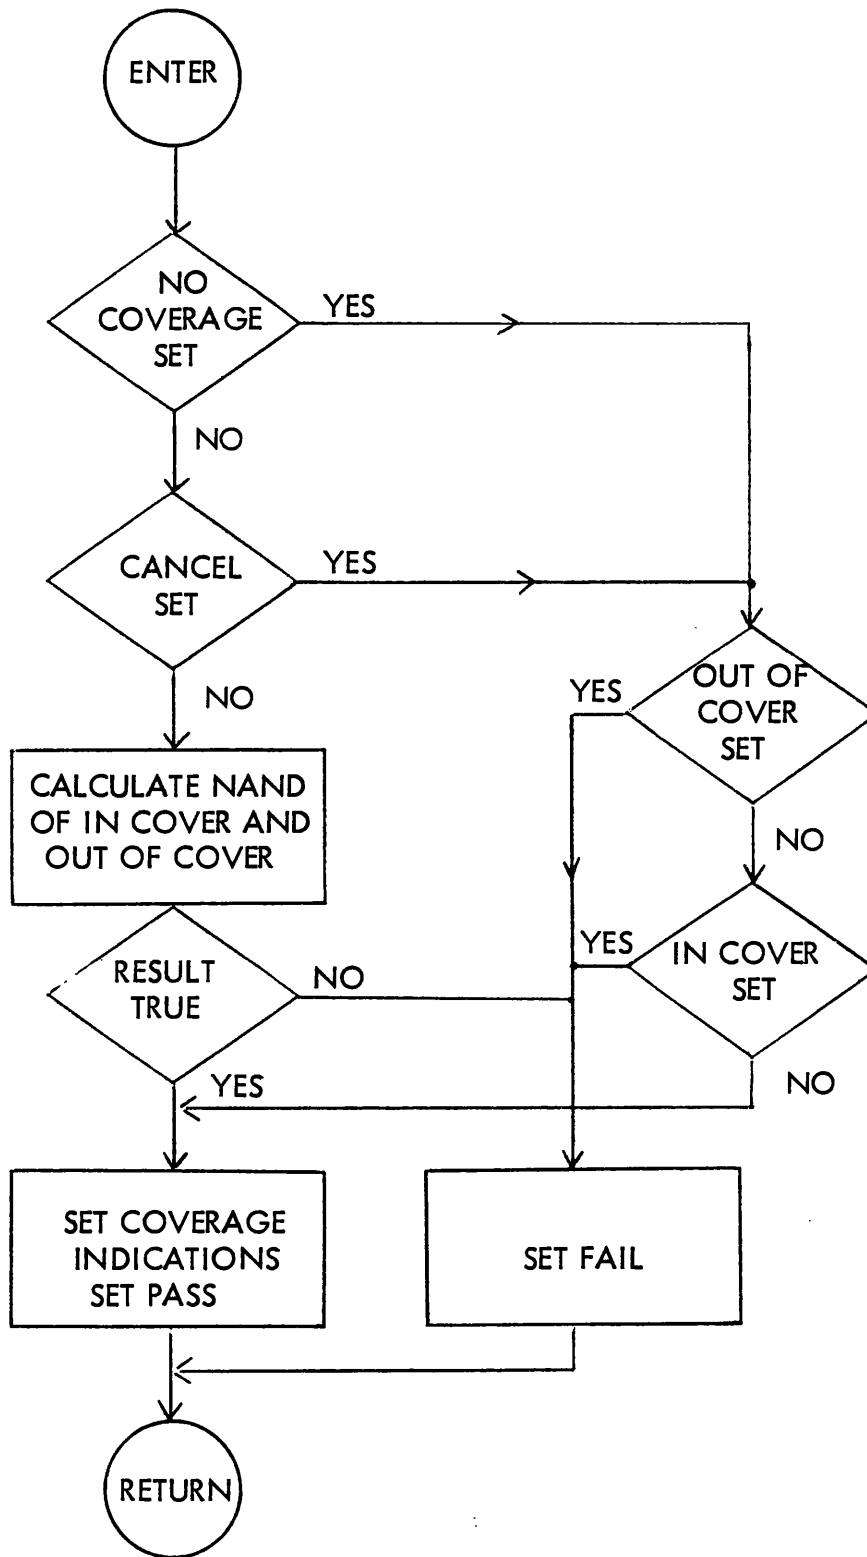 ENTER
NO
COVERAGE
SET
YES
NO
CANCEL
SET
YES
NO
OUT OF
COVER
SET
YES
NO
CALCULATE NAND
OF IN COVER AND
OUT OF COVER
IN COVER
SET
YES
NO
RESULT
TRUE
NO
YES
SET COVERAGE
INDICATIONS
SET PASS
SET FAIL
RETURN